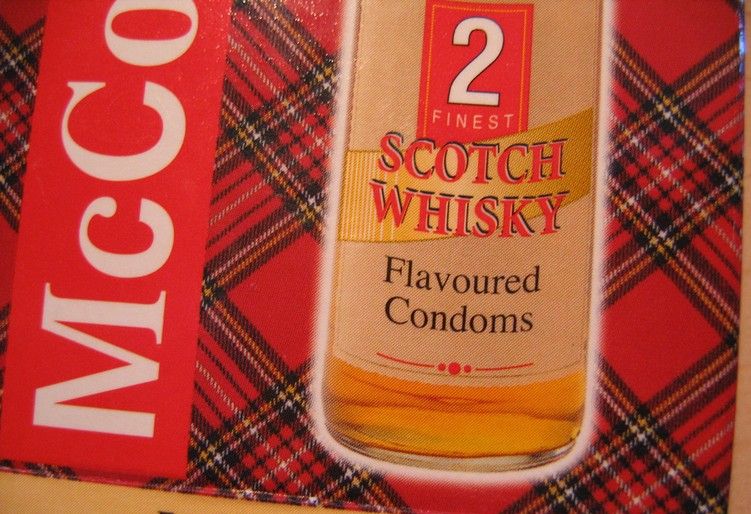 McCo
2
FINEST
SCOTCH
WHISKY
Flavoured
Condoms